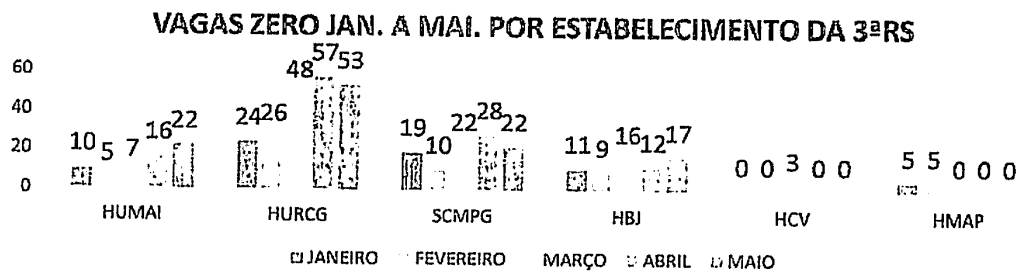 VAGAS ZERO JAN. A MAI. POR ESTABELECIMENTO DA 3ªRS
60
40
20
0
10 5 7 16 22
24 26 48 57 53
19 10 22 28 22
11 9 16 12 17
0 0 3 0 0
5 5 0 0 0
HUMAI HURCG SCMPG HBJ HCV HMAP
JANEIRO FEVEREIRO MARÇO ABRIL MAIO